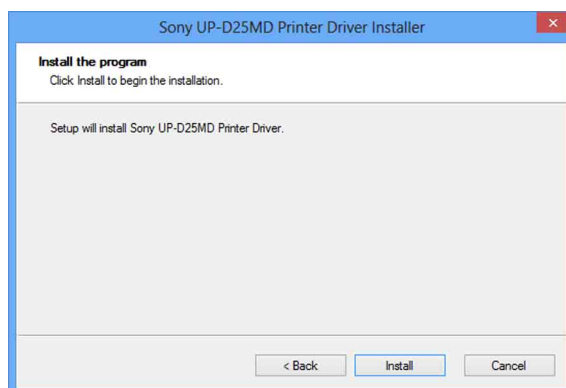 Sony UP-D25MD Printer Driver Installer
Install the program
Click Install to begin the installation.
Setup will install Sony UP-D25MD Printer Driver.
< Back
Install
Cancel